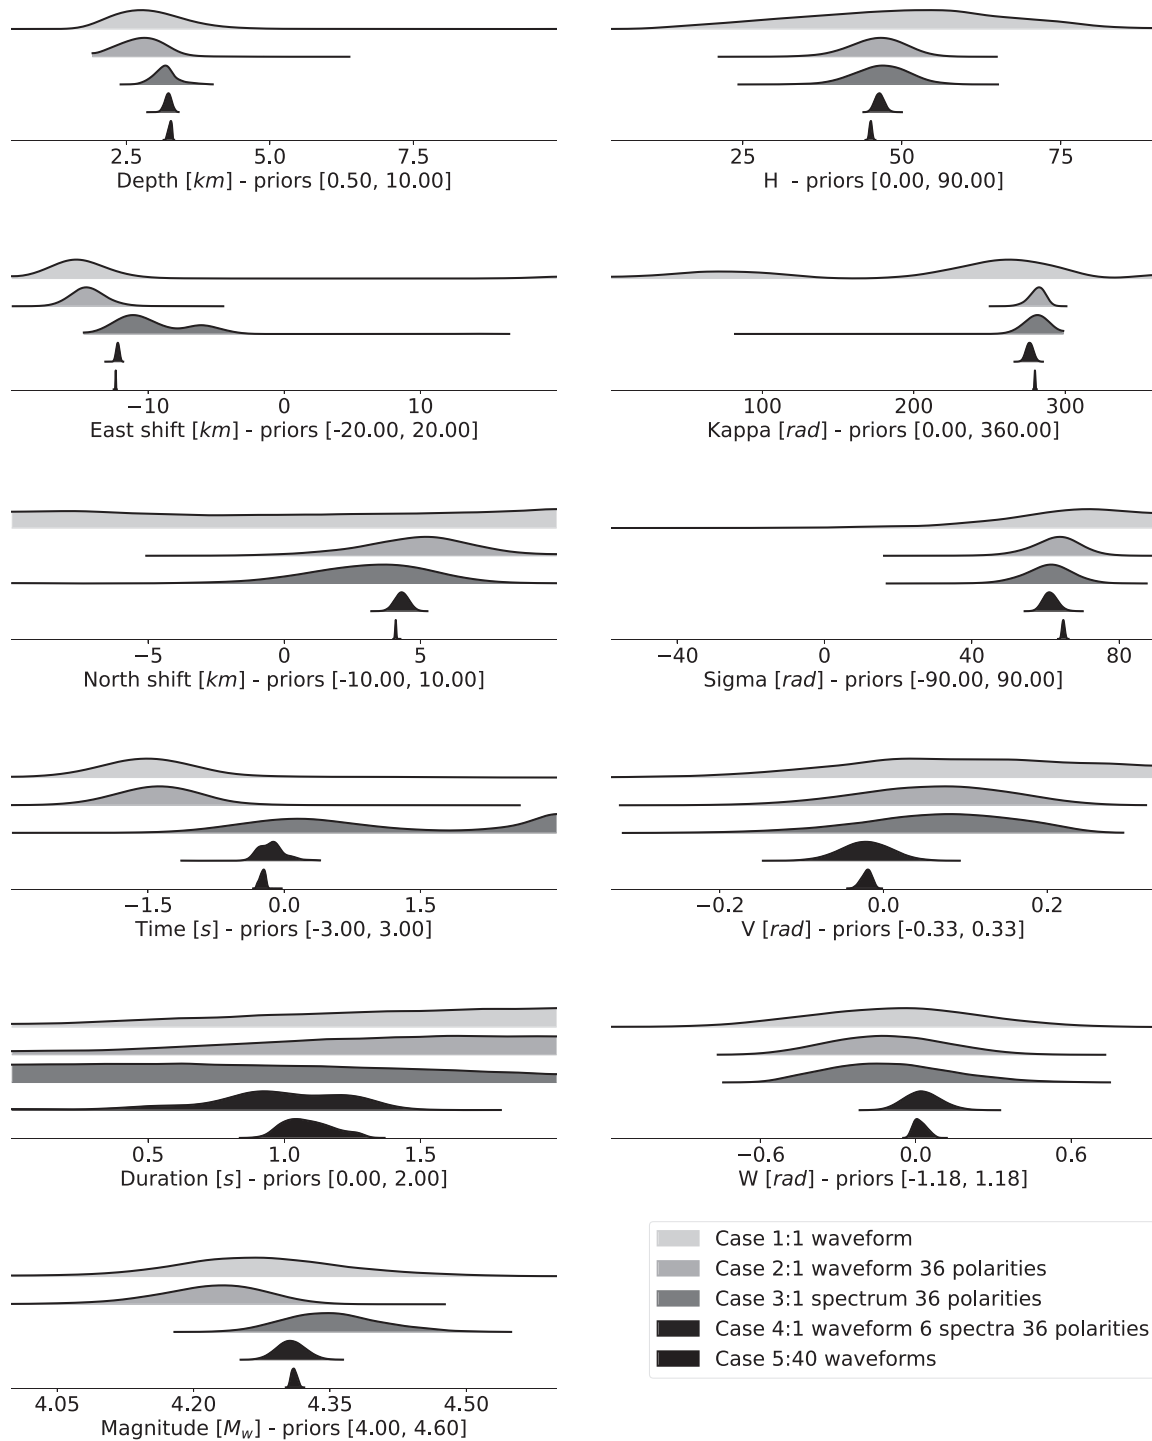 2.5 5.0 7.5
Depth [km] - priors [0.50, 10.00]
25 50 75
H - priors [0.00, 90.00]
−10 0 10
East shift [km] - priors [-20.00, 20.00]
100 200 300
Kappa [rad] - priors [0.00, 360.00]
−5 0 5
North shift [km] - priors [-10.00, 10.00]
−40 0 40 80
Sigma [rad] - priors [-90.00, 90.00]
−1.5 0.0 1.5
Time [s] - priors [-3.00, 3.00]
−0.2 0.0 0.2
V [rad] - priors [-0.33, 0.33]
0.5 1.0 1.5
Duration [s] - priors [0.00, 2.00]
−0.6 0.0 0.6
W [rad] - priors [-1.18, 1.18]
4.05 4.20 4.35 4.50
Magnitude [Mw] - priors [4.00, 4.60]
Case 1:1 waveform
Case 2:1 waveform 36 polarities
Case 3:1 spectrum 36 polarities
Case 4:1 waveform 6 spectra 36 polarities
Case 5:40 waveforms